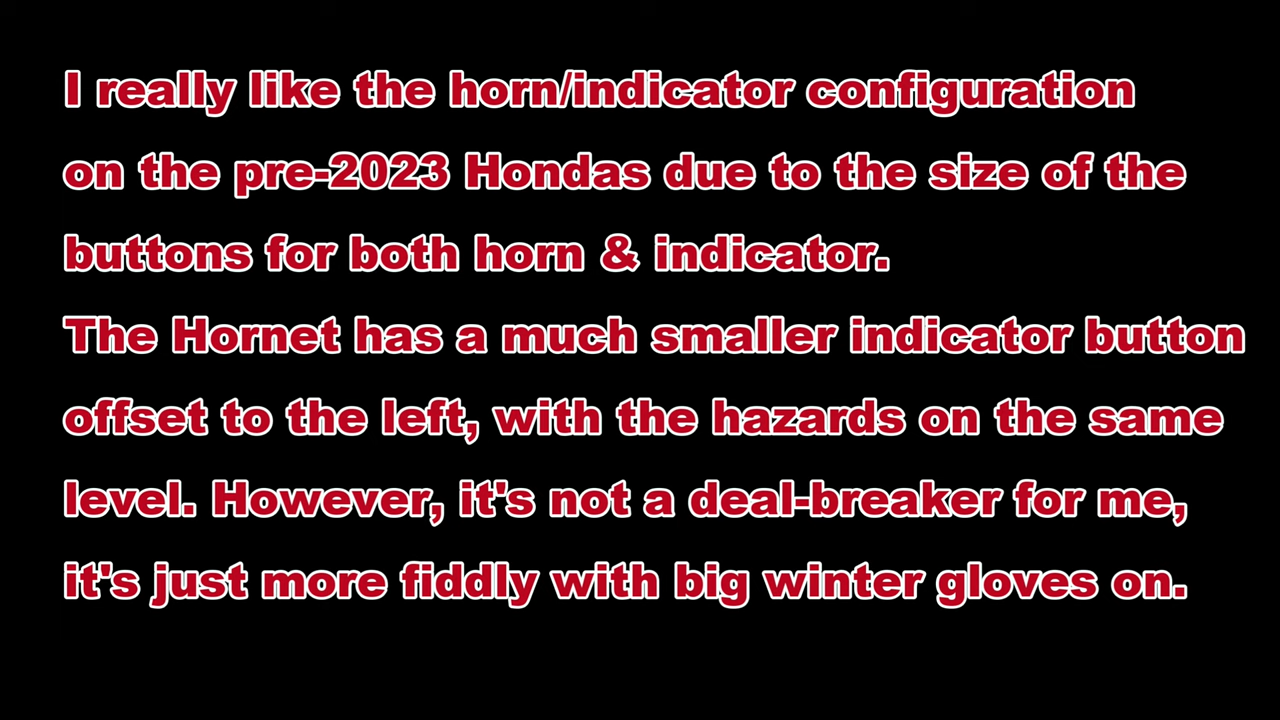 I really like the horn/indicator configuration
on the pre-2023 Hondas due to the size of the
buttons for both horn & indicator.
The Hornet has a much smaller indicator button
offset to the left, with the hazards on the same
level. However, it's not a deal-breaker for me,
it's just more fiddly with big winter gloves on.